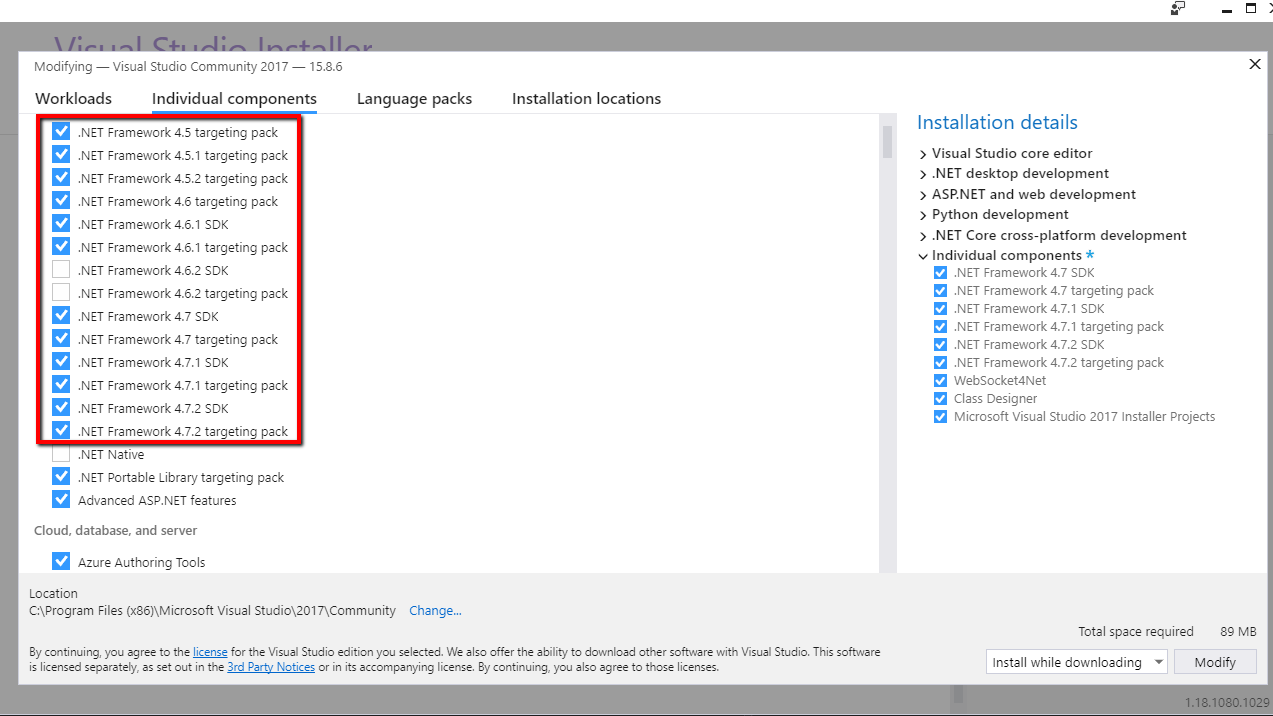 Visual Studio Installer
Modifying — Visual Studio Community 2017 — 15.8.6
Workloads Individual components Language packs Installation locations
.NET Framework 4.5 targeting pack
.NET Framework 4.5.1 targeting pack
.NET Framework 4.5.2 targeting pack
.NET Framework 4.6 targeting pack
.NET Framework 4.6.1 SDK
.NET Framework 4.6.1 targeting pack
.NET Framework 4.6.2 SDK
.NET Framework 4.6.2 targeting pack
.NET Framework 4.7 SDK
.NET Framework 4.7 targeting pack
.NET Framework 4.7.1 SDK
.NET Framework 4.7.1 targeting pack
.NET Framework 4.7.2 SDK
.NET Framework 4.7.2 targeting pack
.NET Native
.NET Portable Library targeting pack
Advanced ASP.NET features
Cloud, database, and server
Azure Authoring Tools
Installation details
Visual Studio core editor
.NET desktop development
ASP.NET and web development
Python development
.NET Core cross-platform development
Individual components *
.NET Framework 4.7 SDK
.NET Framework 4.7 targeting pack
.NET Framework 4.7.1 SDK
.NET Framework 4.7.1 targeting pack
.NET Framework 4.7.2 SDK
.NET Framework 4.7.2 targeting pack
WebSocket4Net
Class Designer
Microsoft Visual Studio 2017 Installer Projects
Location
C:\Program Files (x86)\Microsoft Visual Studio\2017\Community Change...
Total space required 89 MB
By continuing, you agree to the license for the Visual Studio edition you selected. We also offer the ability to download other software with Visual Studio. This software
is licensed separately, as set out in the 3rd Party Notices or in its accompanying license. By continuing, you also agree to those licenses.
Install while downloading Modify
1.18.1080.1029